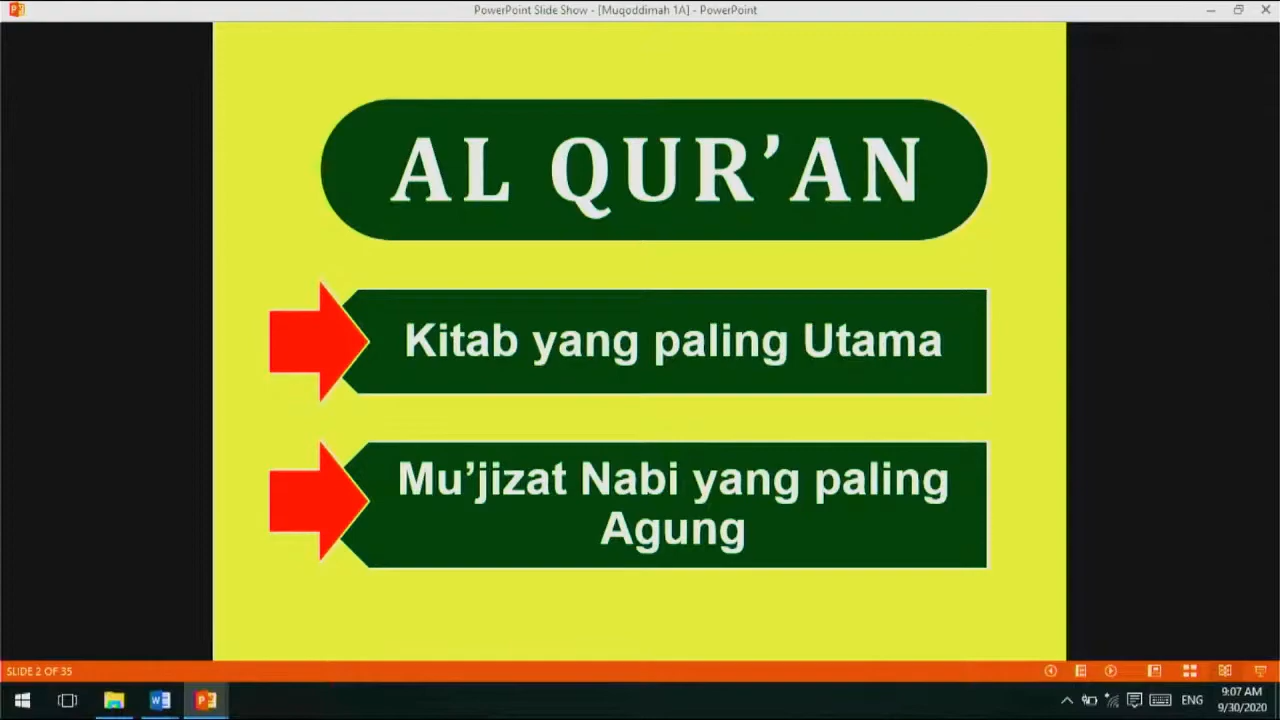 PowerPoint Slide Show - [Muqoddimah 1A] - PowerPoint
AL QUR’AN
Kitab yang paling Utama
Mu’jizat Nabi yang paling
Agung
SLIDE 2 OF 35
ENG
9:07 AM
9/30/2020